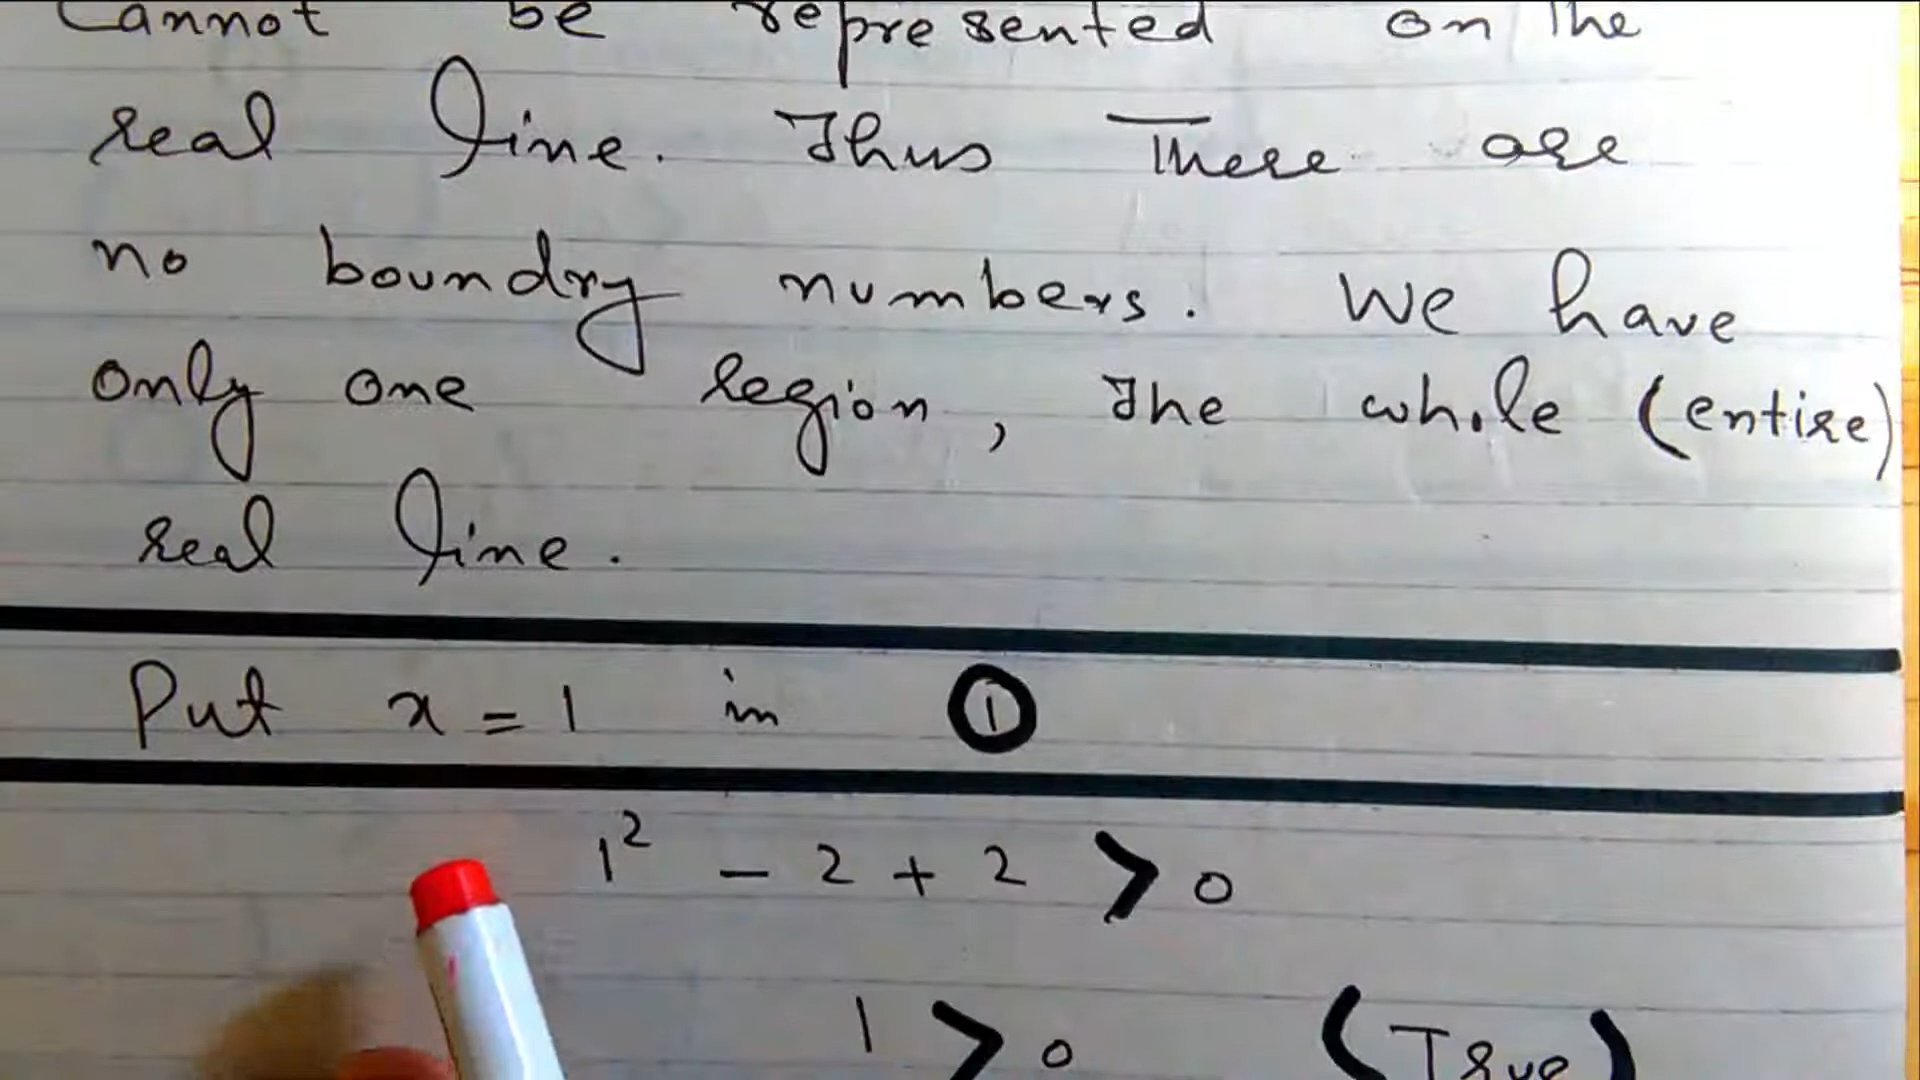 Cannot be represented on the
real line. Thus There are
no boundry numbers. We have
only one region, The whole (entire)
real line.
Put x = 1 in ①
1² - 2 + 2 > 0
1 > 0 (True)